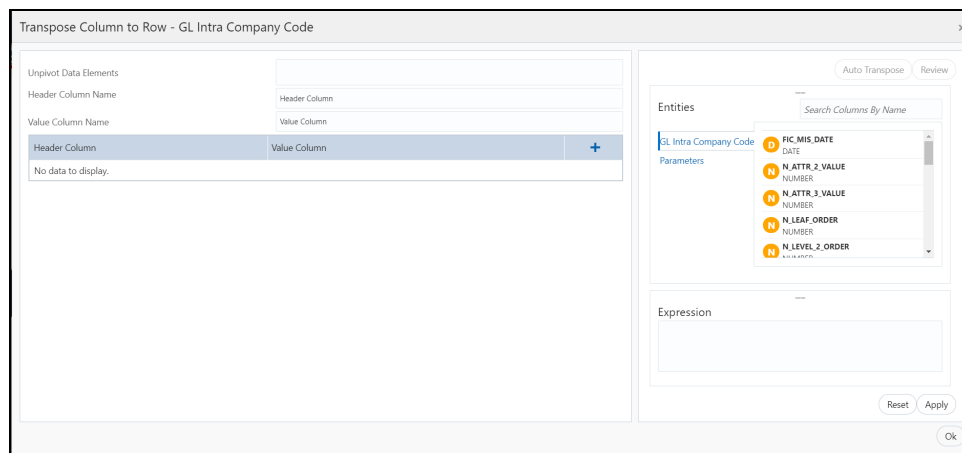 Transpose Column to Row - GL Intra Company Code
Unpivot Data Elements
Header Column Name
Header Column
Value Column Name
Value Column
Header Column Value Column +
No data to display.
Auto Transpose Review
Entities
Search Columns By Name
GL Intra Company Code
Parameters
D FIC_MIS_DATE
DATE
N N_ATTR_2_VALUE
NUMBER
N N_ATTR_3_VALUE
NUMBER
N N_LEAF_ORDER
NUMBER
N N_LEVEL_2_ORDER
NUMBER
Expression
Reset Apply
Ok